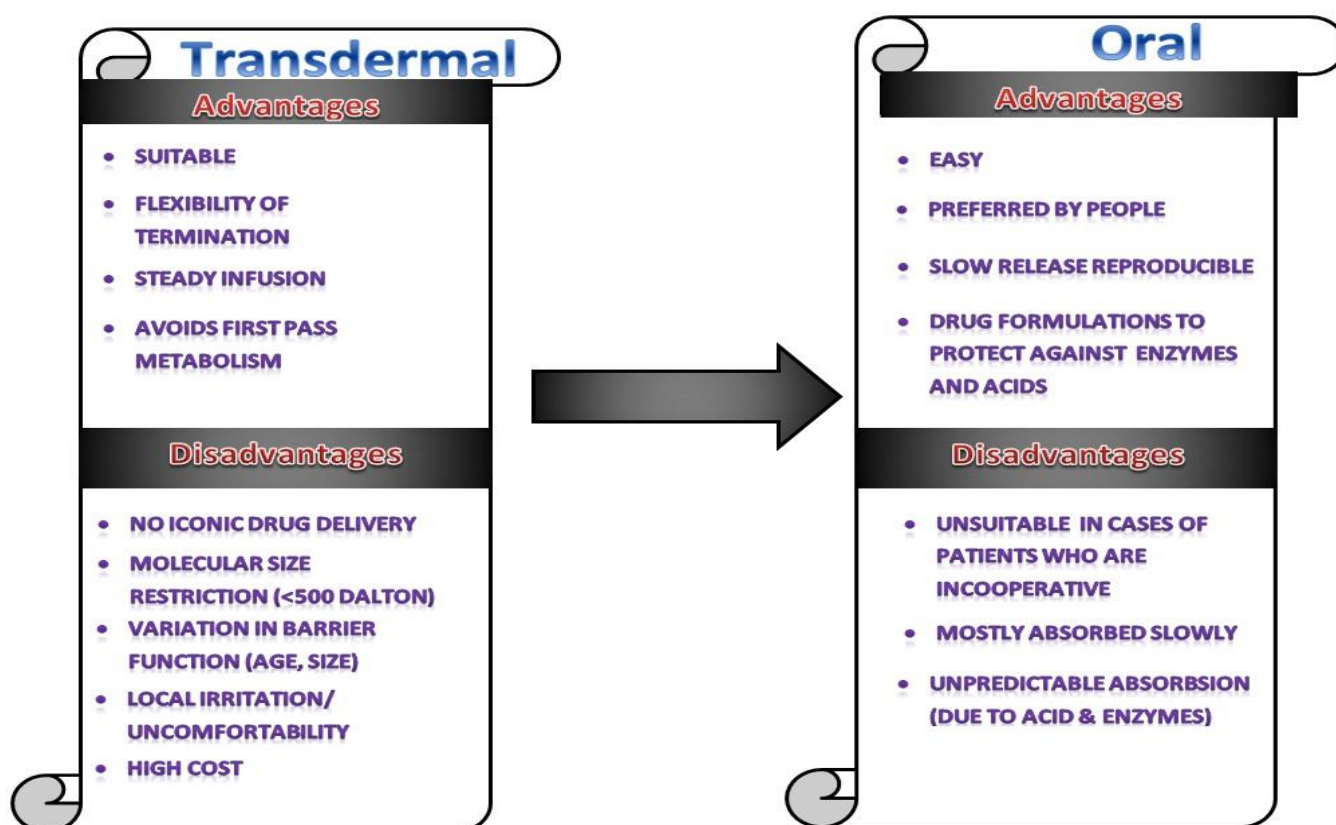 Transdermal
Advantages
• SUITABLE
• FLEXIBILITY OF
TERMINATION
• STEADY INFUSION
• AVOIDS FIRST PASS
METABOLISM
Disadvantages
• NO ICONIC DRUG DELIVERY
• MOLECULAR SIZE
RESTRICTION (<500 DALTON)
• VARIATION IN BARRIER
FUNCTION (AGE, SIZE)
• LOCAL IRRITATION/
UNCOMFORTABILITY
• HIGH COST
Oral
Advantages
• EASY
• PREFERRED BY PEOPLE
• SLOW RELEASE REPRODUCIBLE
• DRUG FORMULATIONS TO
PROTECT AGAINST ENZYMES
AND ACIDS
Disadvantages
• UNSUITABLE IN CASES OF
PATIENTS WHO ARE
INCOOPERATIVE
• MOSTLY ABSORBED SLOWLY
• UNPREDICTABLE ABSORBSION
(DUE TO ACID & ENZYMES)